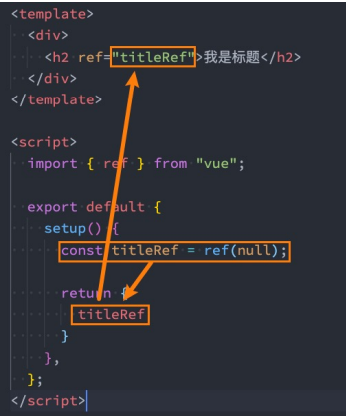 <template>
<div>
<h2 ref="titleRef">我是标题</h2>
</div>
</template>
<script>
import { ref } from "vue";
export default {
setup() {
const titleRef = ref(null);
return {
titleRef
}
},
};
</script>